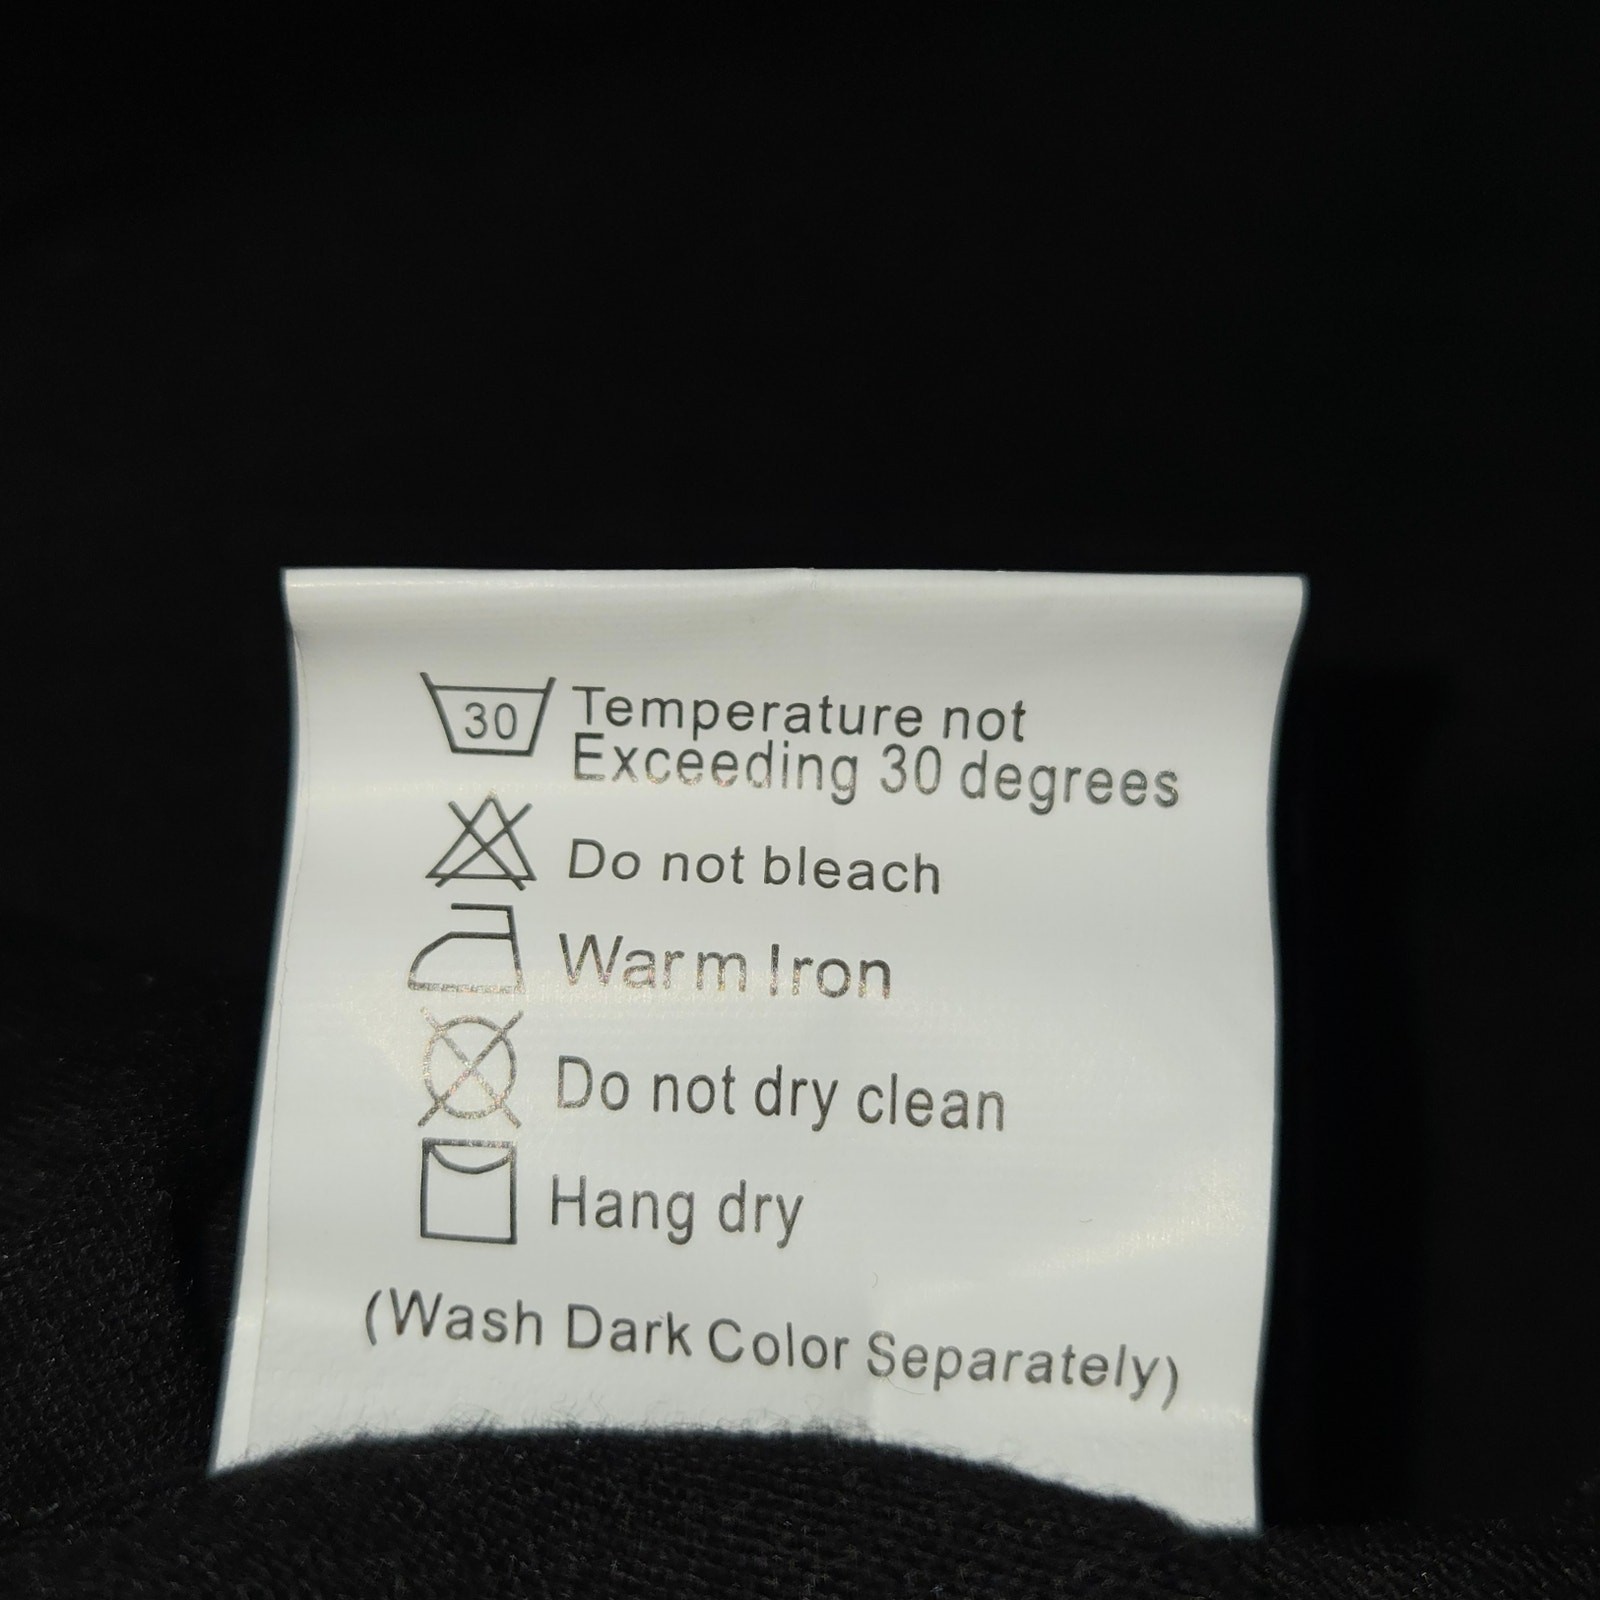 30 Temperature not
Exceeding 30 degrees
Do not bleach
Warm Iron
Do not dry clean
Hang dry
(Wash Dark Color Separately)